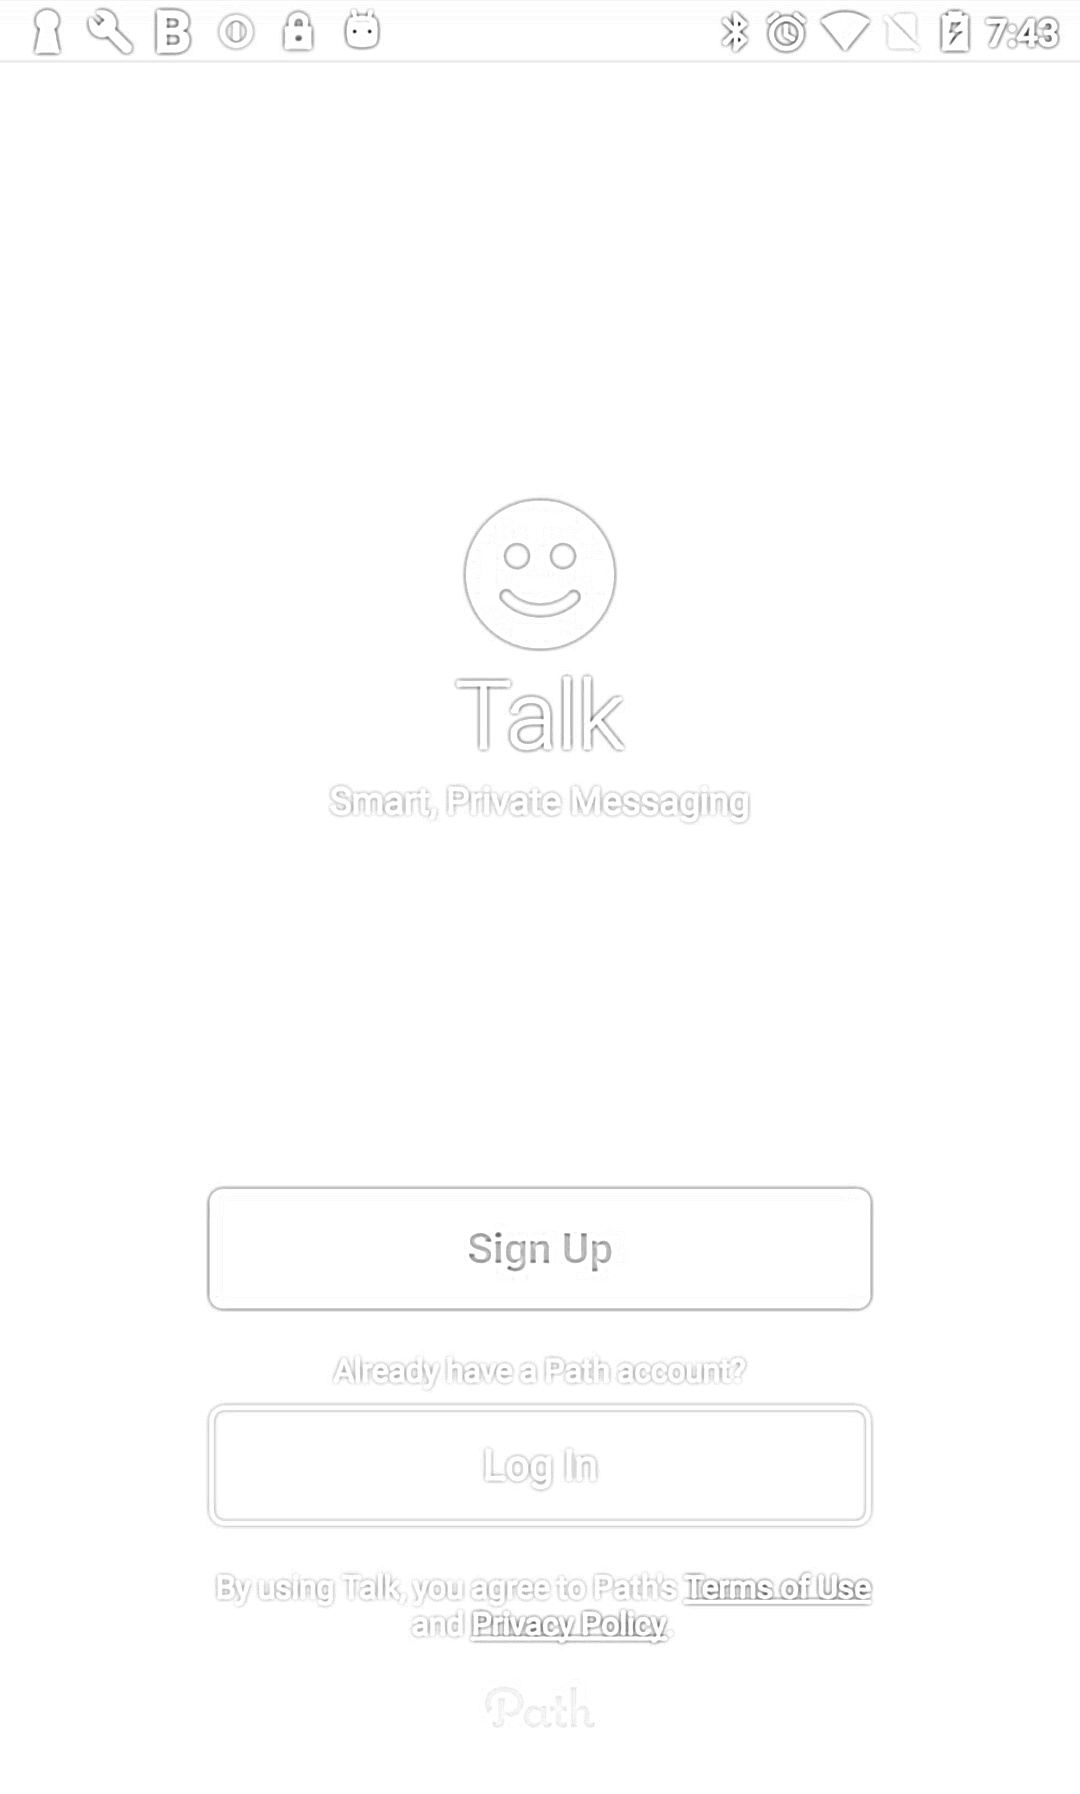 7:43
Talk
Smart, Private Messaging
Sign Up
Already have a Path account?
Log In
By using Talk, you agree to Path's Terms of Use
and Privacy Policy.
Path